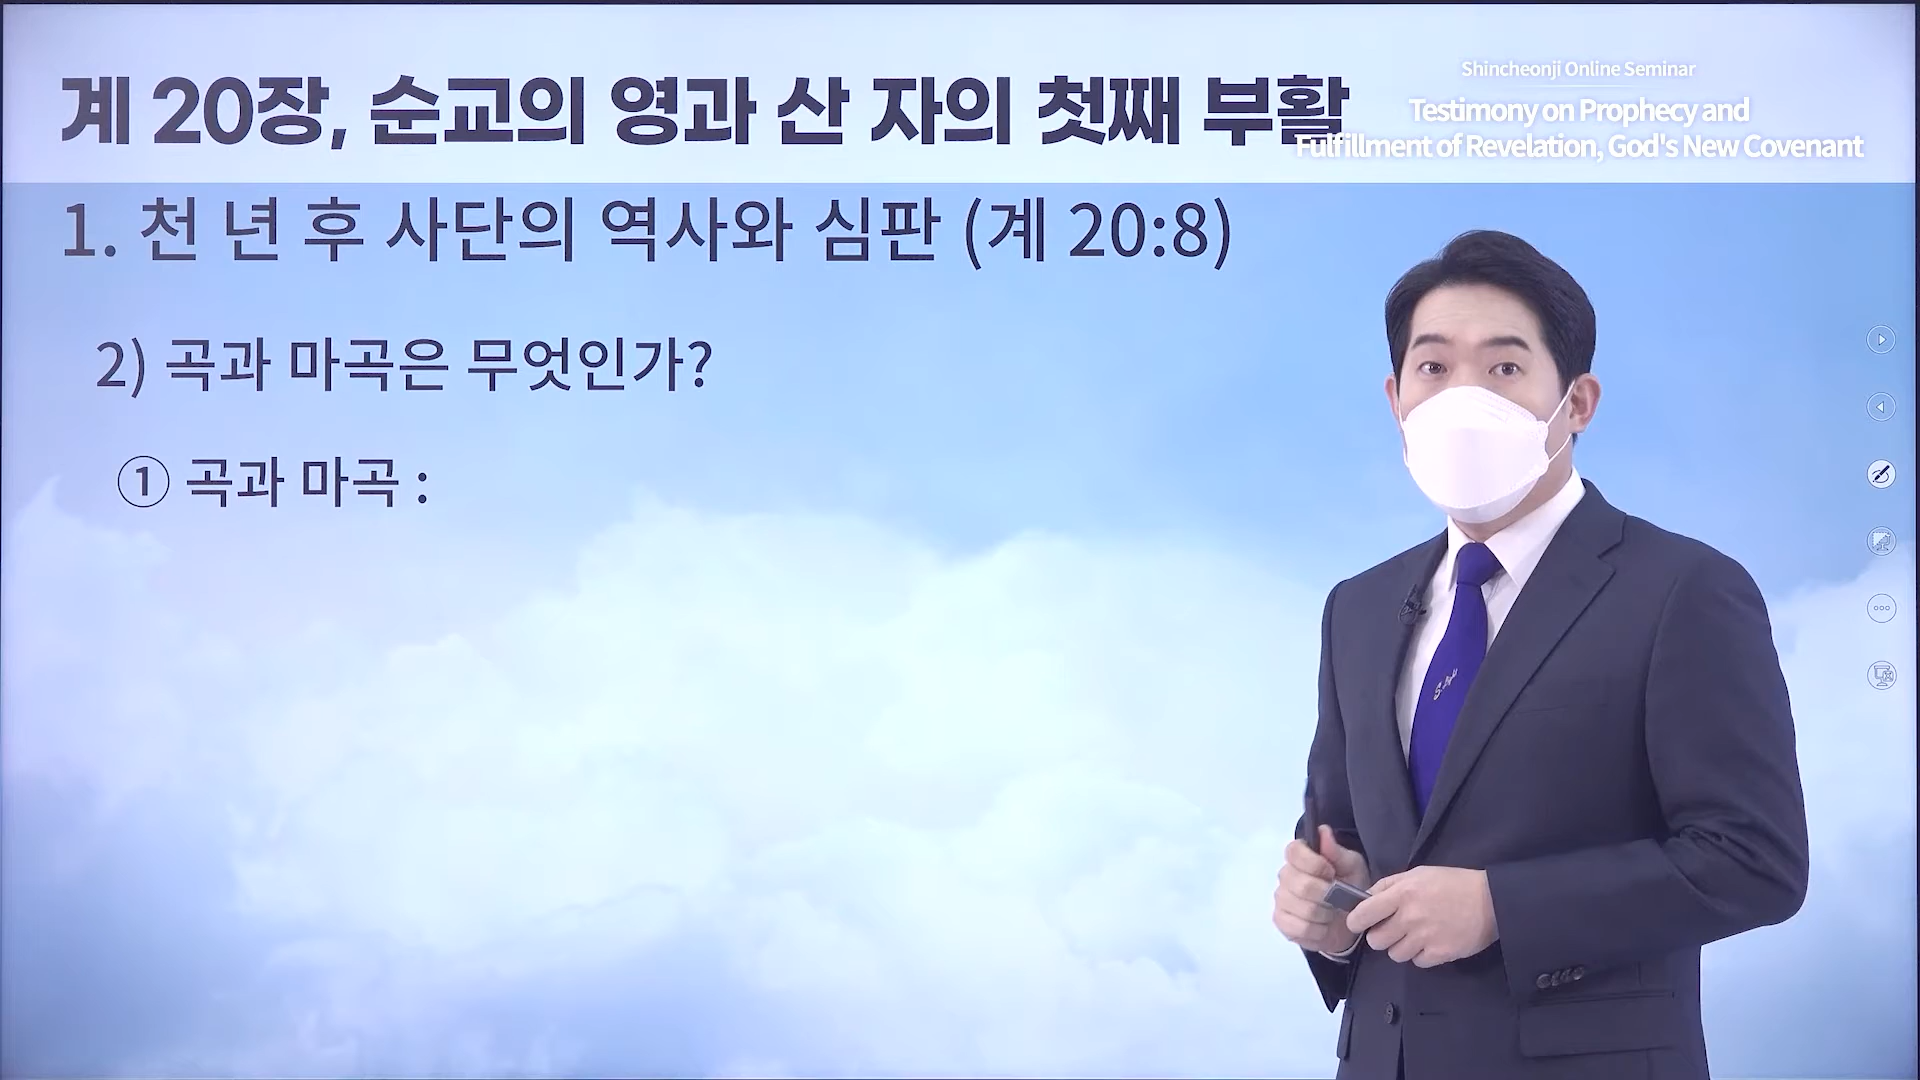 계 20장, 순교의 영과 산 자의 첫째 부활
Shincheonji Online Seminar
Testimony on Prophecy and
Fulfillment of Revelation, God's New Covenant
1. 천 년 후 사단의 역사와 심판 (계 20:8)
2) 곡과 마곡은 무엇인가?
① 곡과 마곡 :